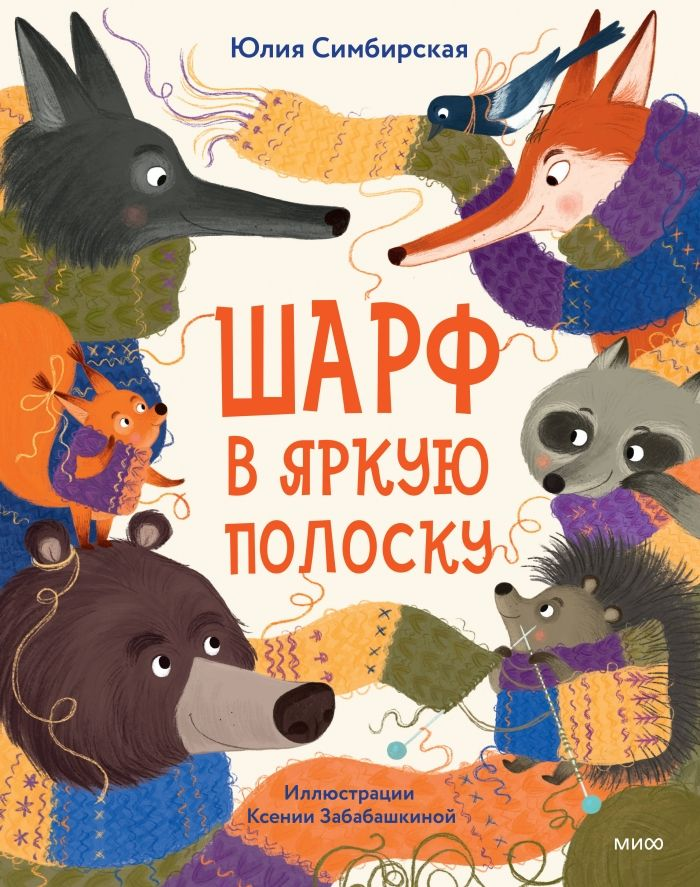 Юлия Симбирская
ШАРФ
В ЯРКУЮ
ПОЛОСКУ
Иллюстрации
Ксении Забабашкиной
МИФ